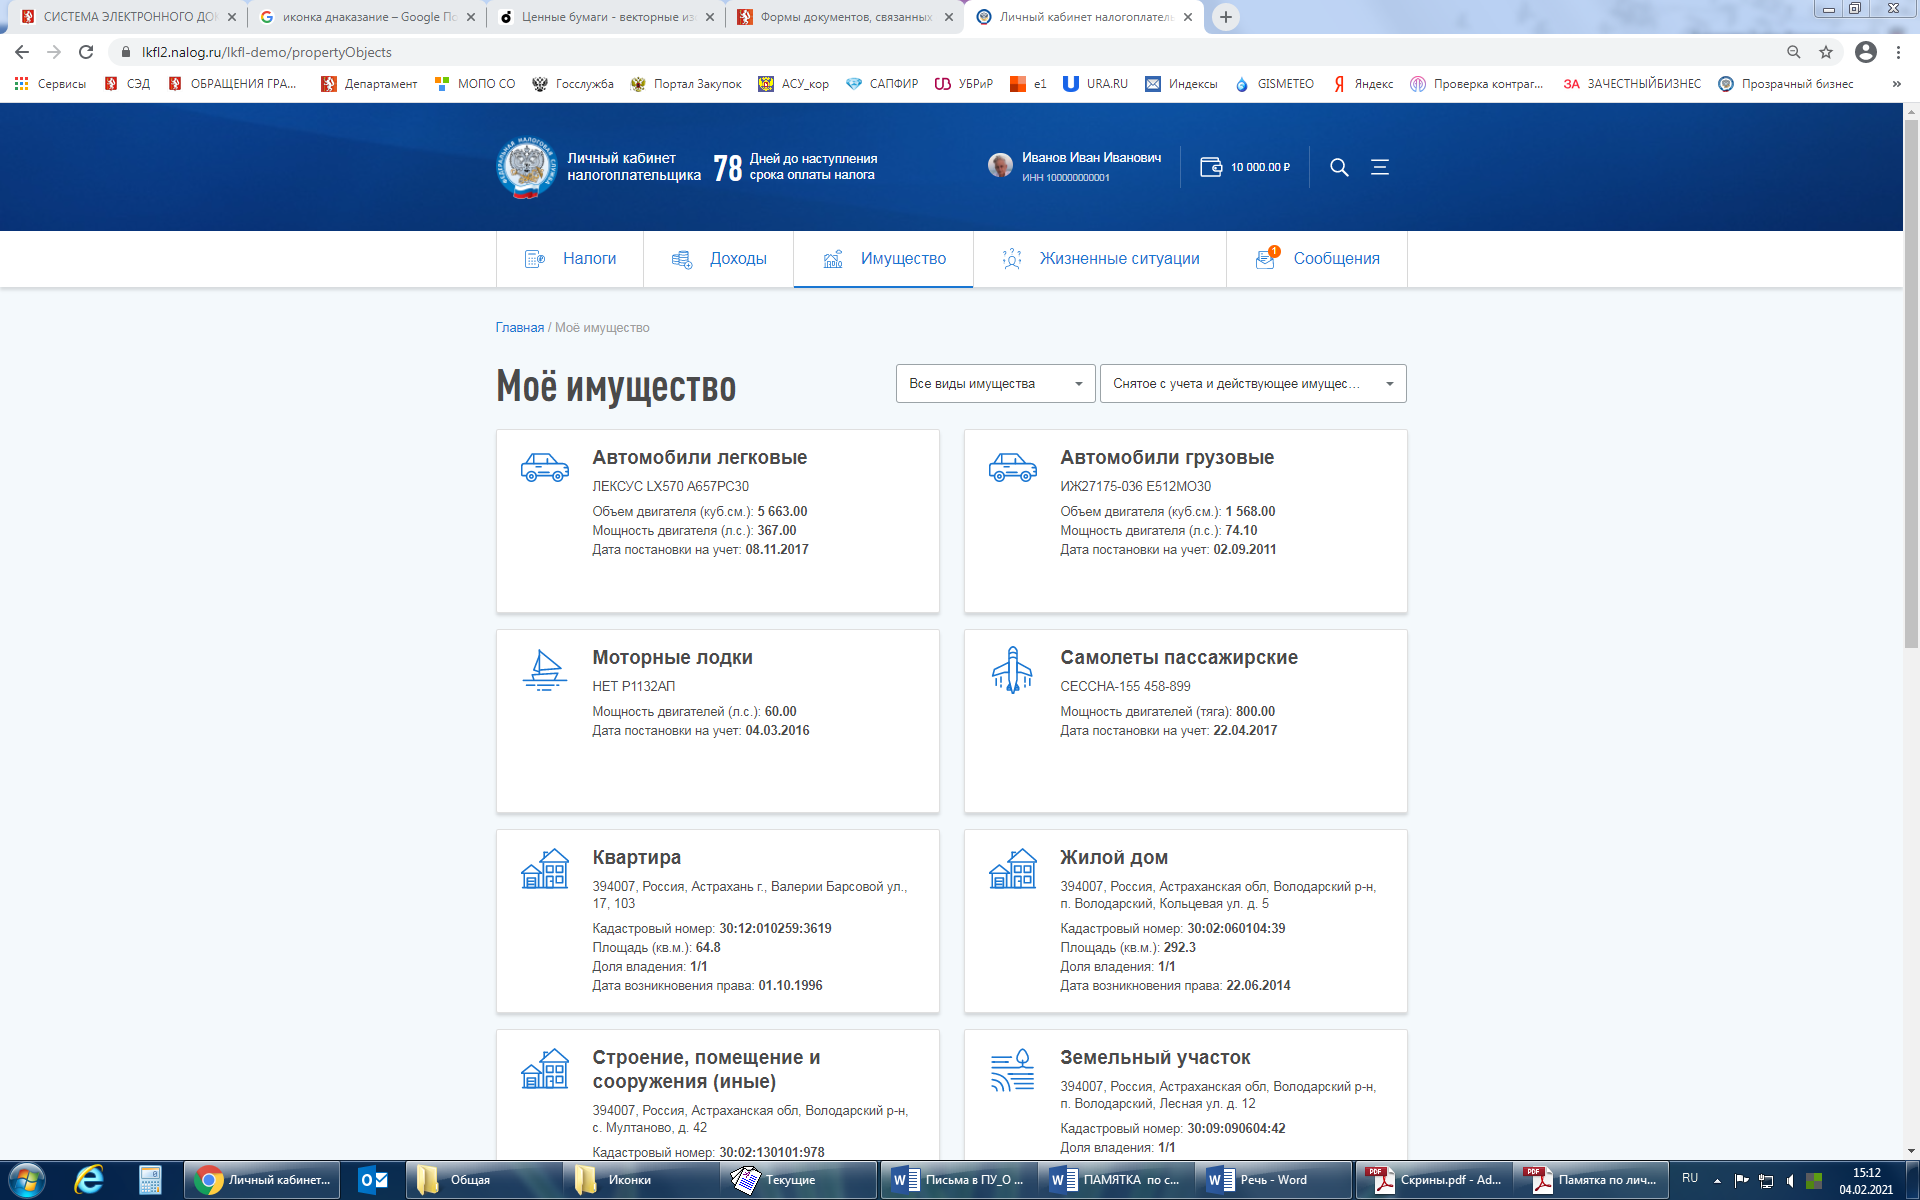 СИСТЕМА ЭЛЕКТРОННОГО ДО
иконка днаказание – Google По
Ценные бумаги - векторные из
Формы документов, связанных
Личный кабинет налогоплатель
lkfl2.nalog.ru/lkfl-demo/propertyObjects
Сервисы
СЭД
ОБРАЩЕНИЯ ГРА...
Департамент
МОПО СО
Госслужба
Портал Закупок
АСУ_кор
САПФИР
УБРиР
e1
URA.RU
Индексы
GISMETEO
Яндекс
Проверка контраг...
ЗАЧЕСТНЫЙБИЗНЕС
Прозрачный бизнес
»
Личный кабинет
налогоплательщика
78
Дней до наступления
срока оплаты налога
Иванов Иван Иванович
ИНН 100000000001
10 000.00 ₽
Налоги
Доходы
Имущество
Жизненные ситуации
1
Сообщения
Главная / Моё имущество
Моё имущество
Все виды имущества
Снятое с учета и действующее имущес...
Автомобили легковые
ЛЕКСУС LX570 А657РС30
Объем двигателя (куб.см.): 5 663.00
Мощность двигателя (л.с.): 367.00
Дата постановки на учет: 08.11.2017
Автомобили грузовые
ИЖ27175-036 Е512МО30
Объем двигателя (куб.см.): 1 568.00
Мощность двигателя (л.с.): 74.10
Дата постановки на учет: 02.09.2011
Моторные лодки
НЕТ Р1132АП
Мощность двигателей (л.с.): 60.00
Дата постановки на учет: 04.03.2016
Самолеты пассажирские
СЕССНА-155 458-899
Мощность двигателей (тяга): 800.00
Дата постановки на учет: 22.04.2017
Квартира
394007, Россия, Астрахань г., Валерии Барсовой ул.,
17, 103
Кадастровый номер: 30:12:010259:3619
Площадь (кв.м.): 64.8
Доля владения: 1/1
Дата возникновения права: 01.10.1996
Жилой дом
394007, Россия, Астраханская обл, Володарский р-н,
п. Володарский, Кольцевая ул. д. 5
Кадастровый номер: 30:02:060104:39
Площадь (кв.м.): 292.3
Доля владения: 1/1
Дата возникновения права: 22.06.2014
Строение, помещение и
сооружения (иные)
394007, Россия, Астраханская обл, Володарский р-н,
с. Мултаново, д. 42
Кадастровый номер: 30:02:130101:978
Земельный участок
394007, Россия, Астраханская обл, Володарский р-н,
п. Володарский, Лесная ул. д. 12
Кадастровый номер: 30:09:090604:42
Доля владения: 1/1
Личный кабинет...
Общая
Иконки
Текущие
Письма в ПУ_О ...
ПАМЯТКА по с...
Речь - Word
Скрины.pdf - Ad...
Памятка по лич...
RU
15:12
04.02.2021